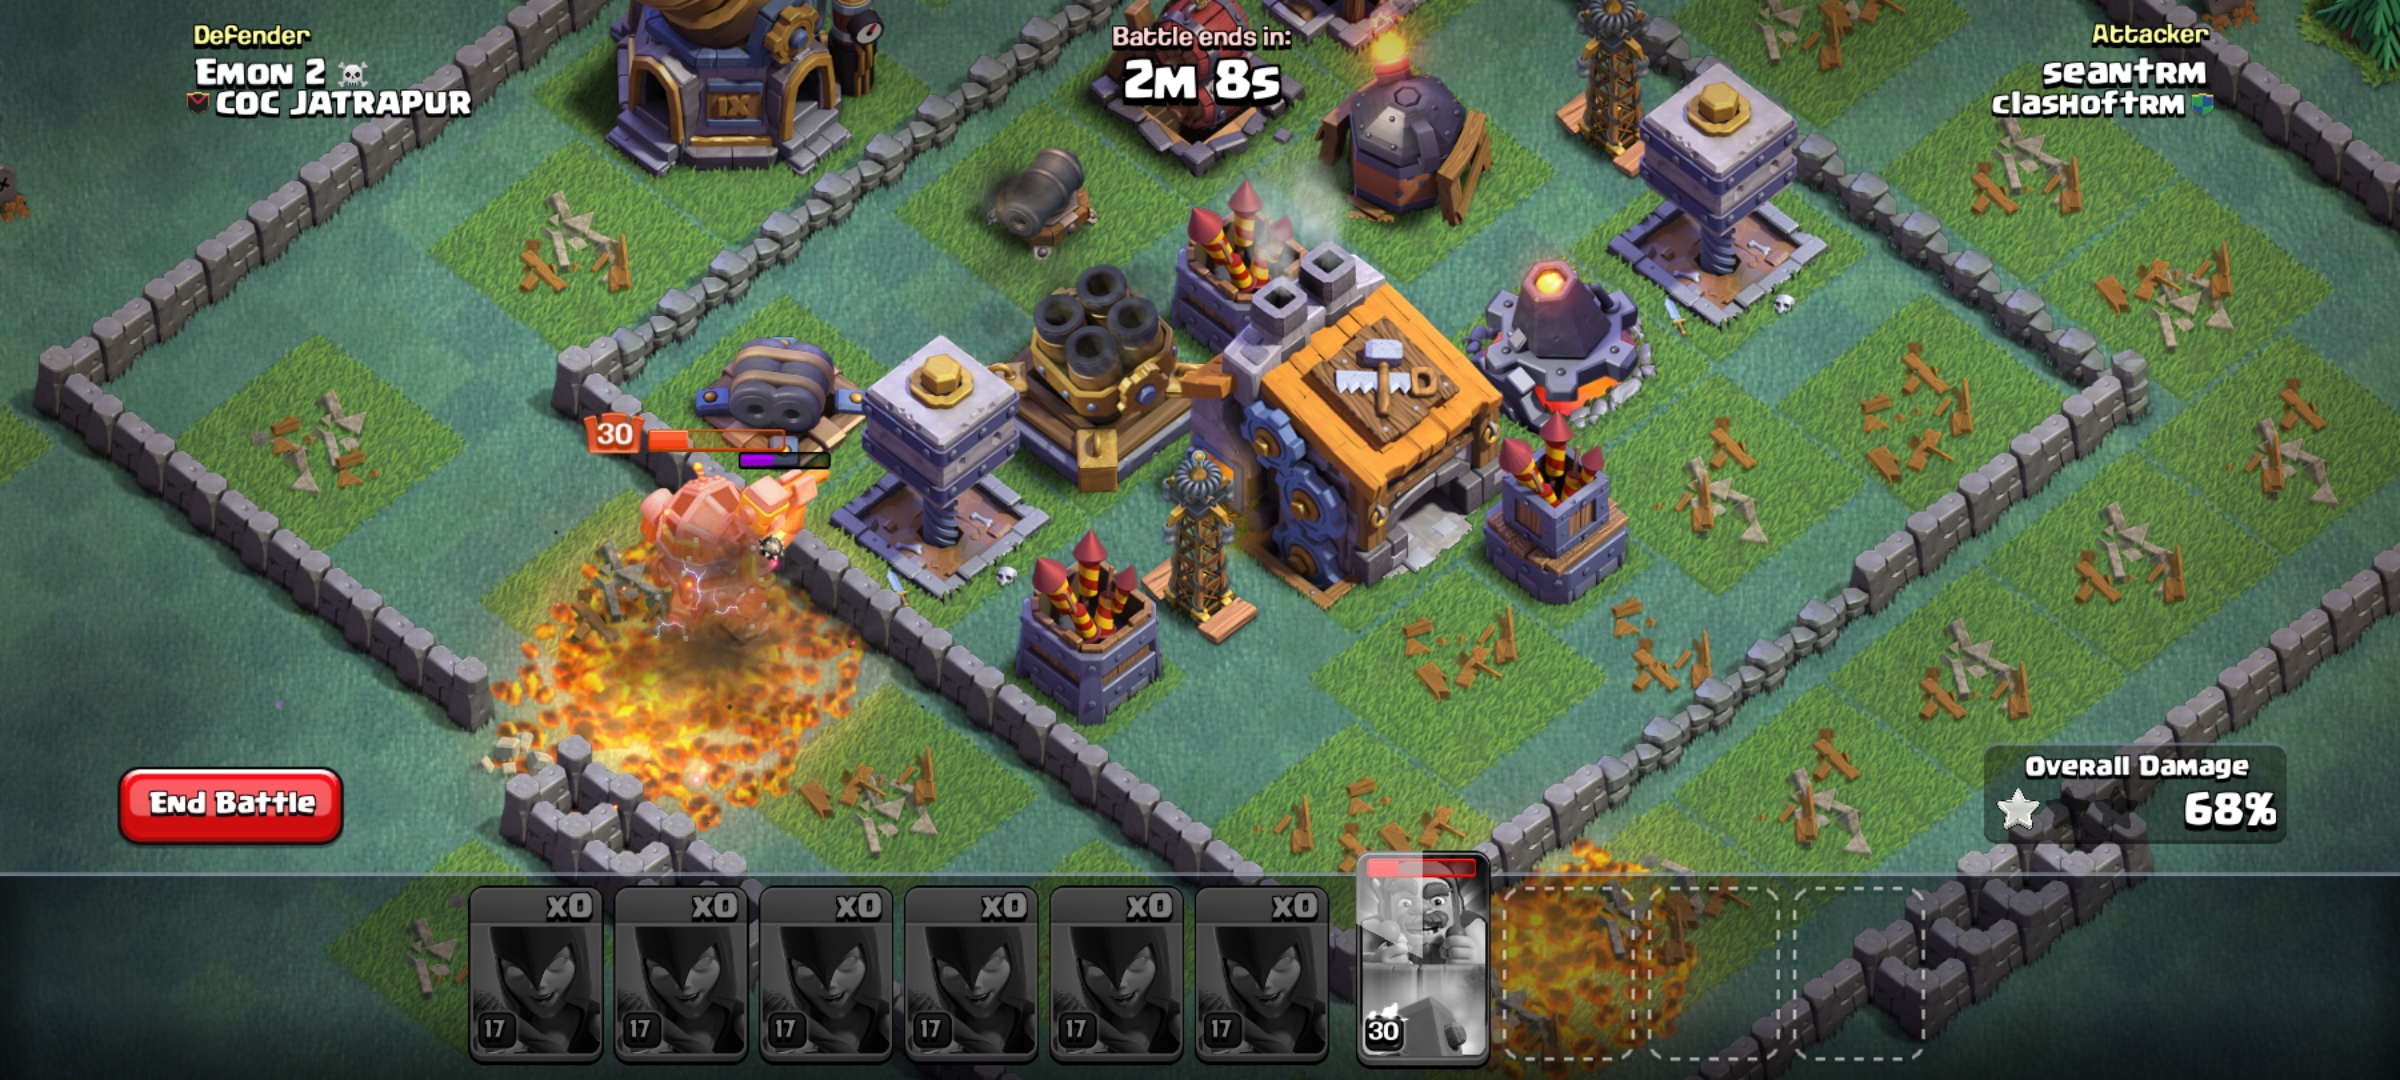 Defender
EMON 2
COC JATRAPUR
Battle ends in:
2M 8S
Attacker
seantRM
clashoftRM
IX
30
End Battle
Overall Damage
68%
x0
x0
x0
x0
x0
x0
17
17
17
17
17
17
30